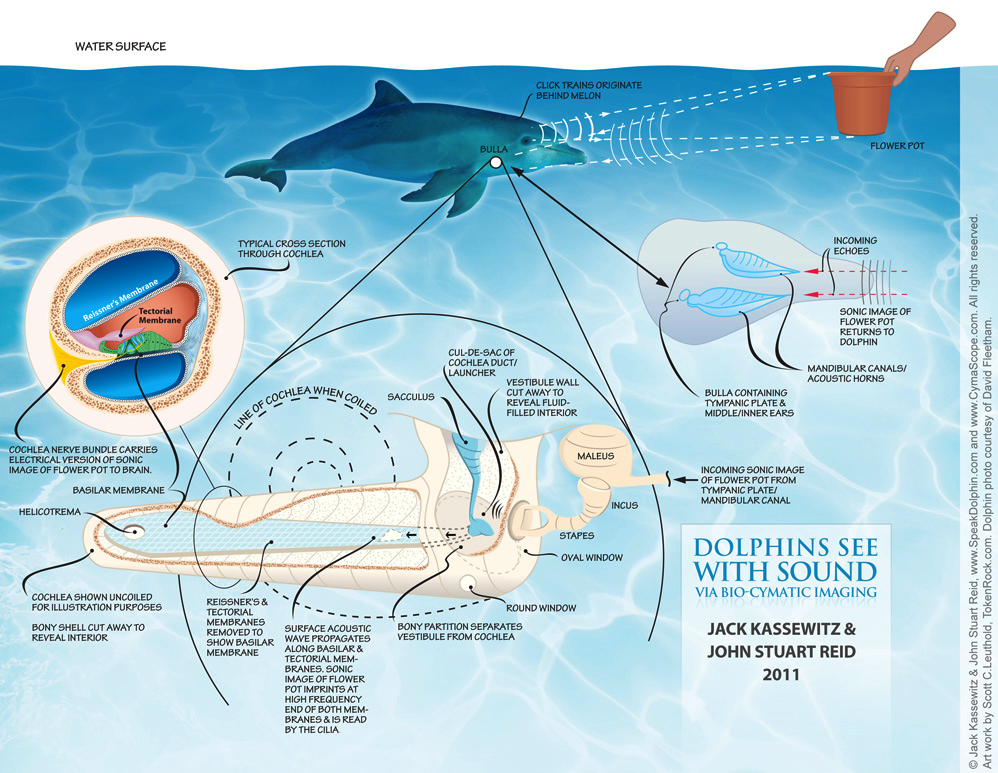 WATER SURFACE
CLICK TRAINS ORIGINATE
BEHIND MELON
BULLA
FLOWER POT
TYPICAL CROSS SECTION
THROUGH COCHLEA
Reissner's Membrane
Tectorial
Membrane
INCOMING
ECHOES
SONIC IMAGE OF
FLOWER POT
RETURNS TO
DOLPHIN
MANDIBULAR CANALS/
ACOUSTIC HORNS
BULLA CONTAINING
TYMPANIC PLATE &
MIDDLE/INNER EARS
COCHLEA NERVE BUNDLE CARRIES
ELECTRICAL VERSION OF SONIC
IMAGE OF FLOWER POT TO BRAIN.
BASILAR MEMBRANE
HELICOTREMA
LINE OF COCHLEA WHEN COILED
SACCULUS
CUL-DE-SAC OF
COCHLEA DUCT/
LAUNCHER
VESTIBULE WALL
CUT AWAY TO
REVEAL FLUID-
FILLED INTERIOR
MALEUS
INCUS
STAPES
OVAL WINDOW
ROUND WINDOW
INCOMING SONIC IMAGE
OF FLOWER POT FROM
TYMPANIC PLATE/
MANDIBULAR CANAL
COCHLEA SHOWN UNCOILED
FOR ILLUSTRATION PURPOSES
BONY SHELL CUT AWAY TO
REVEAL INTERIOR
REISSNER'S &
TECTORIAL
MEMBRANES
REMOVED TO
SHOW BASILAR
MEMBRANE
SURFACE ACOUSTIC
WAVE PROPAGATES
ALONG BASILAR &
TECTORIAL MEM-
BRANES. SONIC
IMAGE OF FLOWER
POT IMPRINTS AT
HIGH FREQUENCY
END OF BOTH MEM-
BRANES & IS READ
BY THE CILIA
BONY PARTITION SEPARATES
VESTIBULE FROM COCHLEA
DOLPHINS SEE
WITH SOUND
VIA BIO-CYMATIC IMAGING
JACK KASSEWITZ &
JOHN STUART REID
2011
© Jack Kassewitz & John Stuart Reid, www.SpeakDolphin.com and www.CymaScope.com. All rights reserved.
Art work by Scott C.Leuthold, TokenRock.com. Dolphin photo courtesy of David Fleetham.